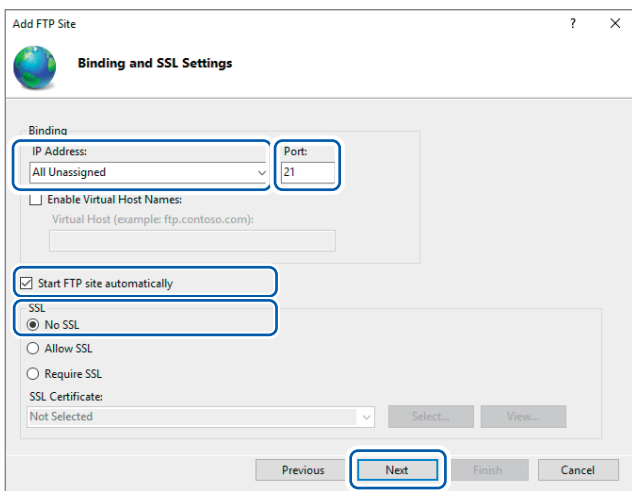 Add FTP Site ? ×
Binding and SSL Settings
Binding
IP Address: Port:
All Unassigned 21
Enable Virtual Host Names:
Virtual Host (example: ftp.contoso.com):
Start FTP site automatically
SSL
No SSL
Allow SSL
Require SSL
SSL Certificate:
Not Selected Select... View...
Previous Next Finish Cancel